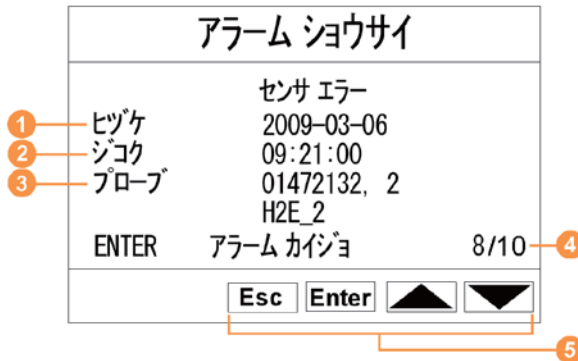 アラーム ショウサイ
センサ エラー
1 ヒヅケ 2009-03-06
2 ジコク 09:21:00
3 プローブ 01472132, 2
H2E_2
ENTER アラーム カイジョ 8/10 4
Esc Enter
5